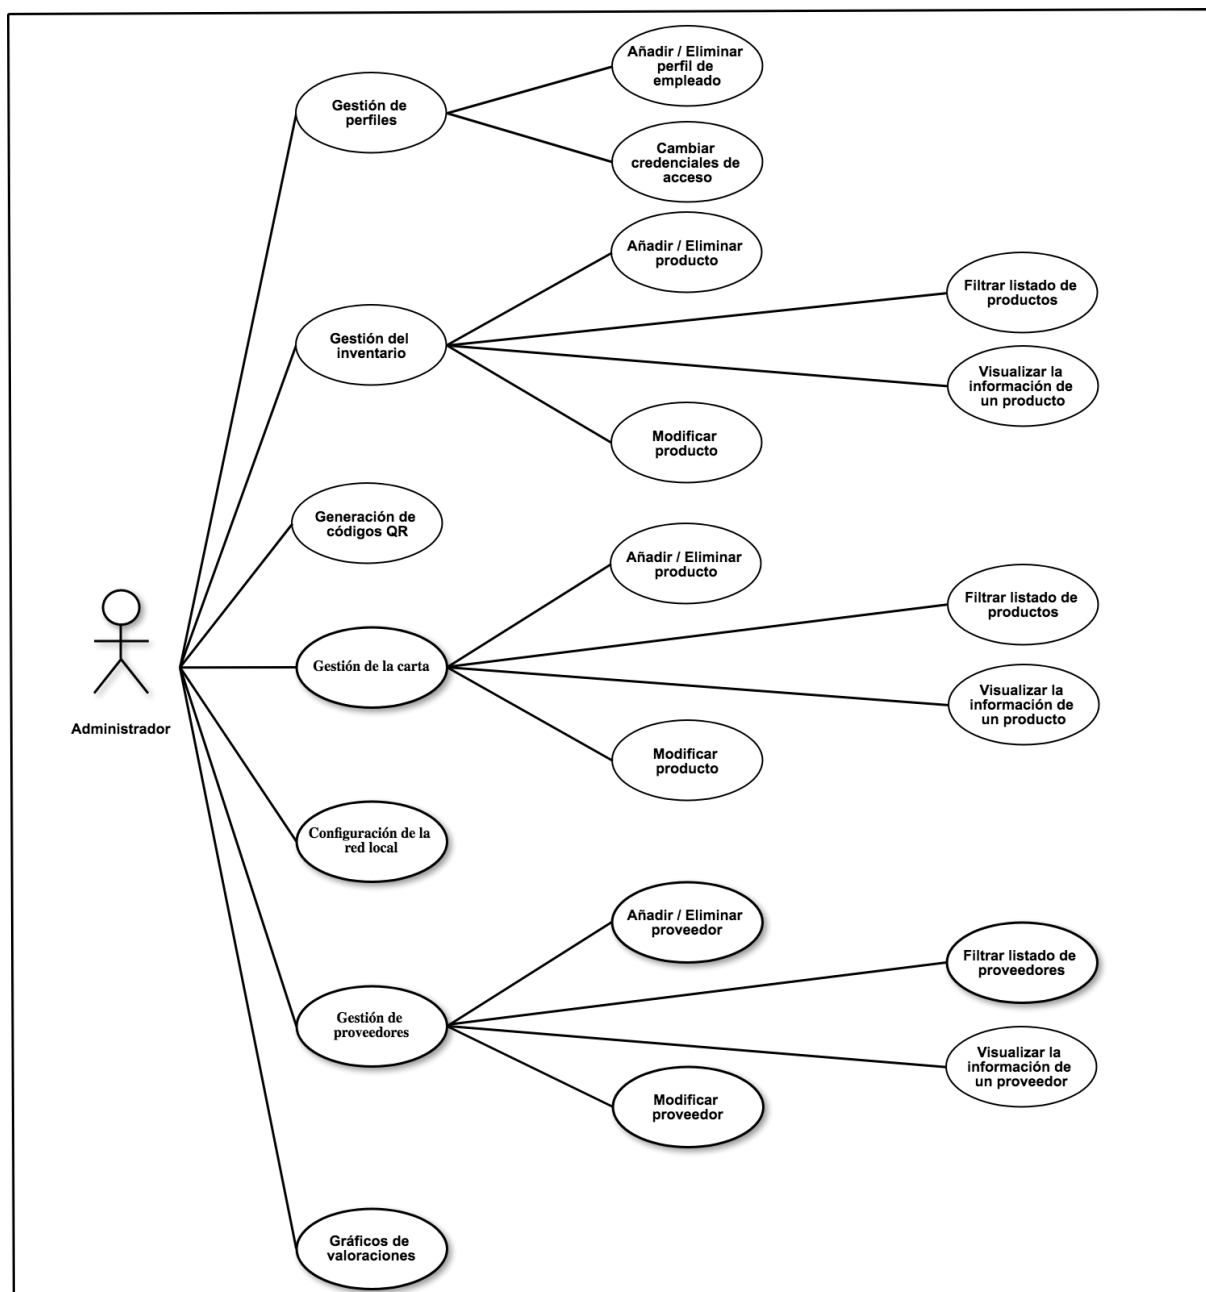 Añadir / Eliminar
perfil de
empleado
Gestión de
perfiles
Cambiar
credenciales de
acceso
Añadir / Eliminar
producto
Filtrar listado de
productos
Gestión del
inventario
Visualizar la
información de
un producto
Modificar
producto
Generación de
códigos QR
Añadir / Eliminar
producto
Filtrar listado de
productos
Gestión de la carta
Visualizar la
información de
un producto
Administrador
Modificar
producto
Configuración de la
red local
Añadir / Eliminar
proveedor
Filtrar listado de
proveedores
Gestión de
proveedores
Visualizar la
información de
un proveedor
Modificar
proveedor
Gráficos de
valoraciones